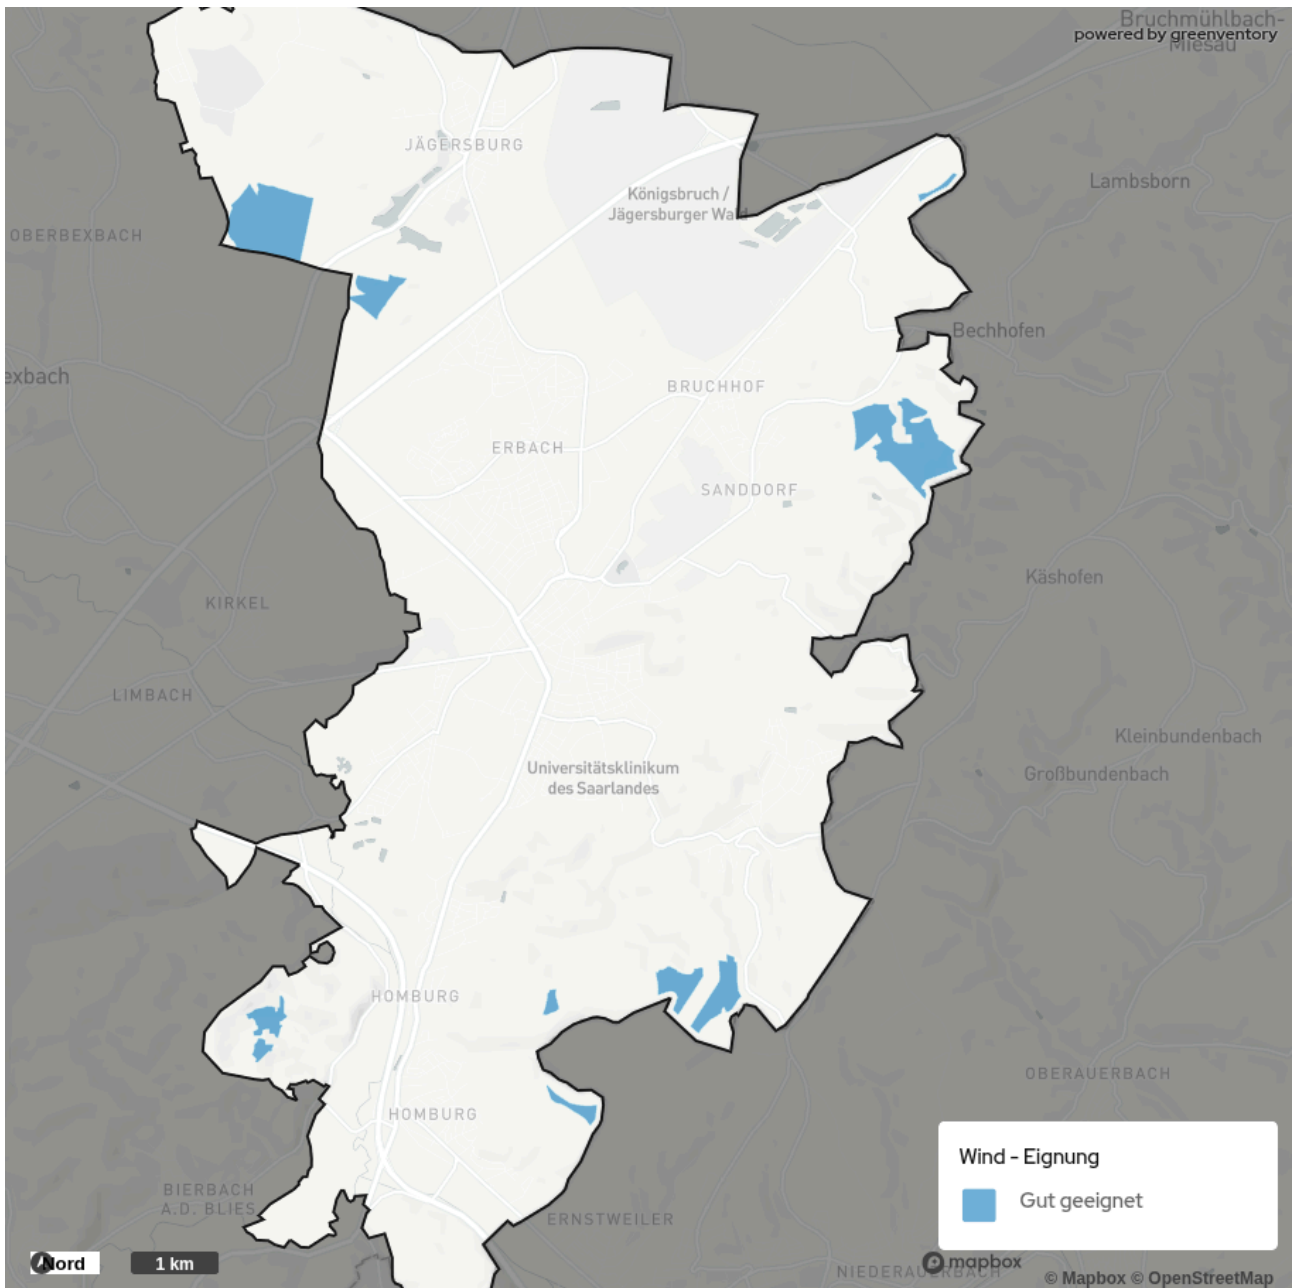 Bruchmühlbach-
Miesau
powered by greenventory
JÄGERSBURG
Königsbruch /
Jägersburger Wald
Lambsborn
OBERBEXBACH
Bechhofen
exbach
BRUCHHOF
ERBACH
SANDDORF
Käshofen
KIRKEL
LIMBACH
Kleinbundenbach
Universitätsklinikum
des Saarlandes
Großbundenbach
HOMBURG
OBERAUERBACH
HOMBURG
Wind - Eignung
Gut geeignet
BIERBACH
A.D. BLIES
ERNSTWEILER
Nord
1 km
mapbox
NIEDERAUERBACH
© Mapbox © OpenStreetMap